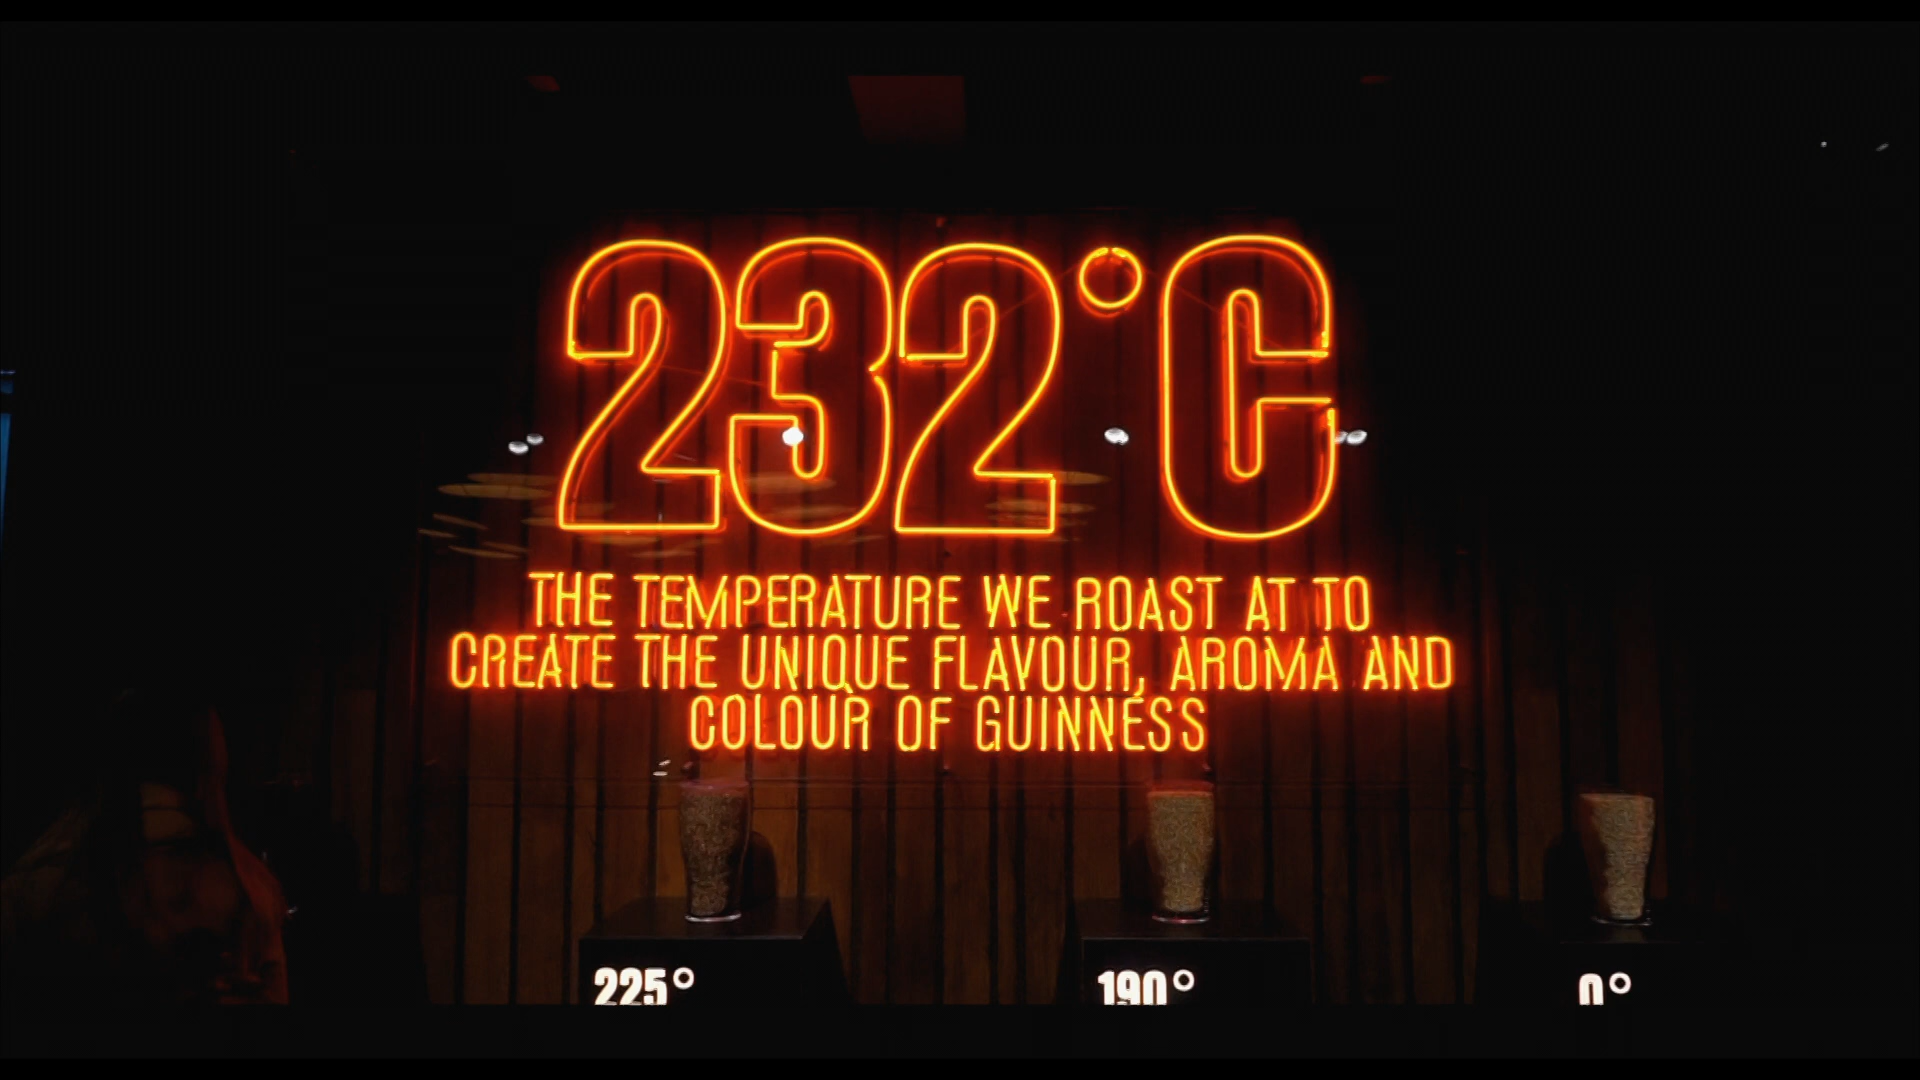 232°C
THE TEMPERATURE WE ROAST AT TO
CREATE THE UNIQUE FLAVOUR, AROMA AND
COLOUR OF GUINNESS
225° 190° 0°